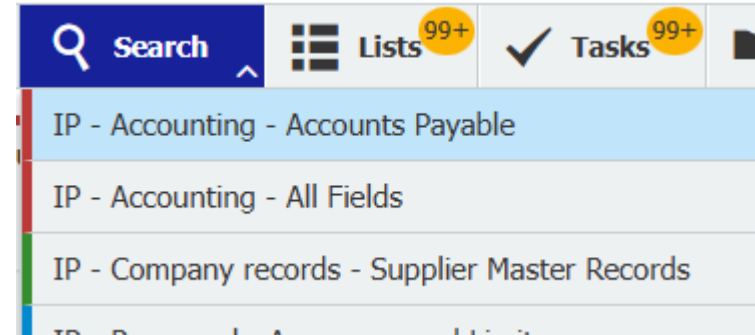 Search
Lists
99+
Tasks
99+
IP - Accounting - Accounts Payable
IP - Accounting - All Fields
IP - Company records - Supplier Master Records